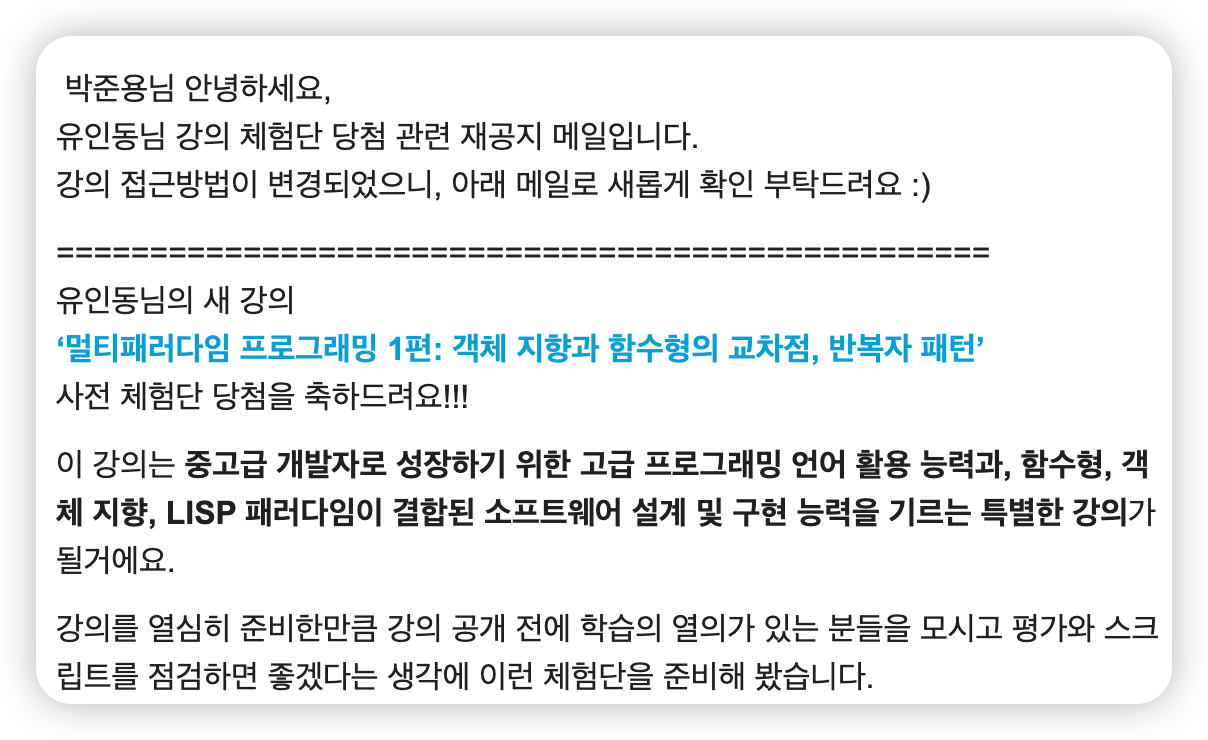 박준용님 안녕하세요,
유인동님 강의 체험단 당첨 관련 재공지 메일입니다.
강의 접근방법이 변경되었으니, 아래 메일로 새롭게 확인 부탁드려요 :)
==================================================
유인동님의 새 강의
‘멀티패러다임 프로그래밍 1편: 객체 지향과 함수형의 교차점, 반복자 패턴’
사전 체험단 당첨을 축하드려요!!!
이 강의는 중고급 개발자로 성장하기 위한 고급 프로그래밍 언어 활용 능력과, 함수형, 객
체 지향, LISP 패러다임이 결합된 소프트웨어 설계 및 구현 능력을 기르는 특별한 강의가
될거에요.
강의를 열심히 준비한만큼 강의 공개 전에 학습의 열의가 있는 분들을 모시고 평가와 스크
립트를 점검하면 좋겠다는 생각에 이런 체험단을 준비해 봤습니다.